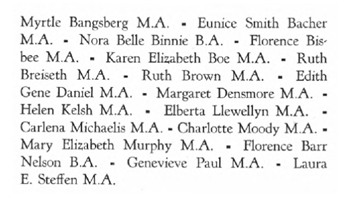 Myrtle Bangsberg M.A. - Eunice Smith Bacher
M.A. - Nora Belle Binnie B.A. - Florence Bis-
bee M.A. - Karen Elizabeth Boe M.A. - Ruth
Breiseth M.A. - Ruth Brown M.A. - Edith
Gene Daniel M.A. - Margaret Densmore M.A. -
Helen Kelsh M.A. - Elberta Llewellyn M.A. -
Carlena Michaelis M.A. - Charlotte Moody M.A. -
Mary Elizabeth Murphy M.A. - Florence Barr
Nelson B.A. - Genevieve Paul M.A. - Laura
E. Steffen M.A.